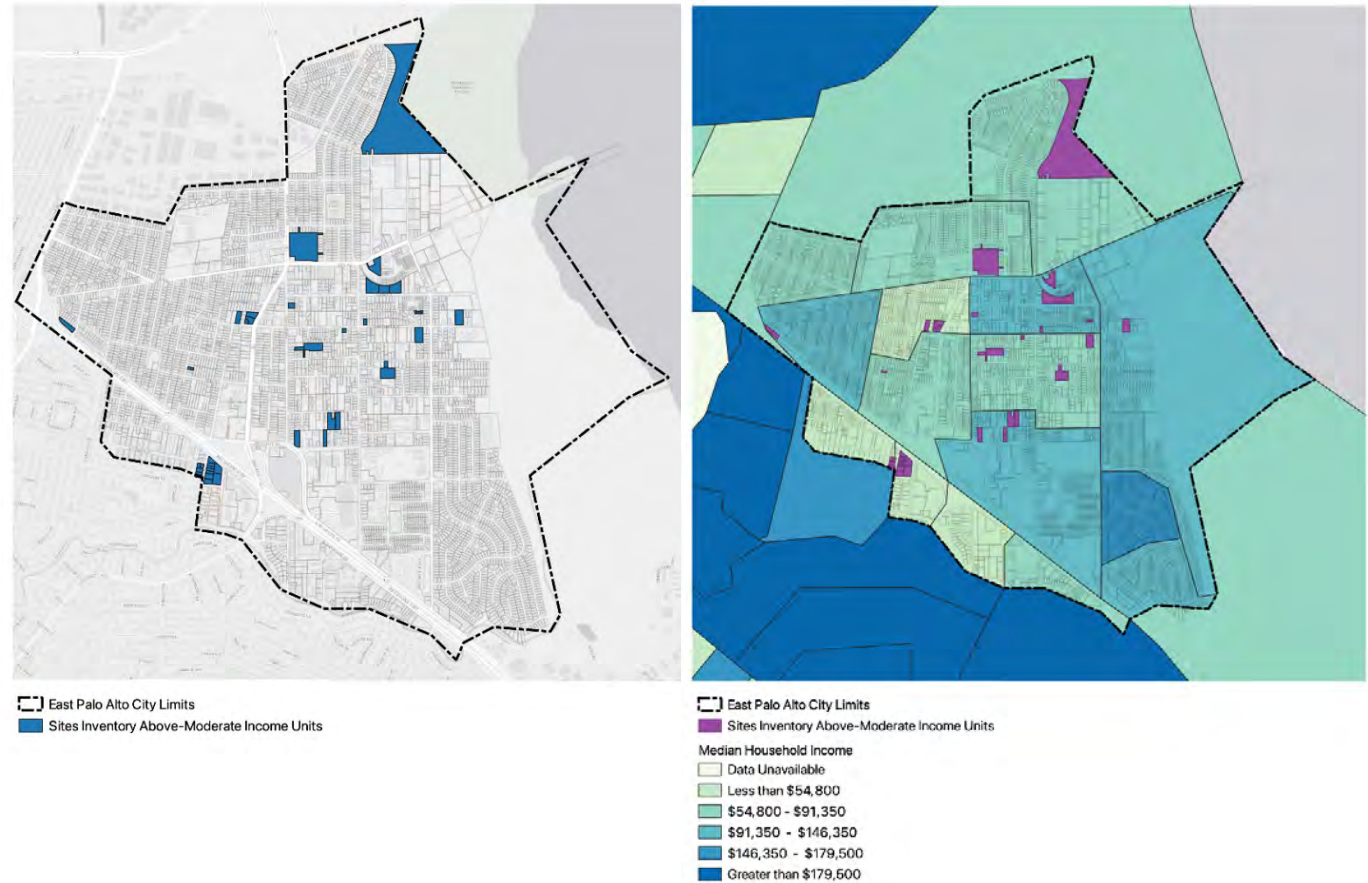 East Palo Alto City Limits
Sites Inventory Above-Moderate Income Units
East Palo Alto City Limits
Sites Inventory Above-Moderate Income Units
Median Household Income
Data Unavailable
Less than $54,800
$54,800 - $91,350
$91,350 - $146,350
$146,350 - $179,500
Greater than $179,500